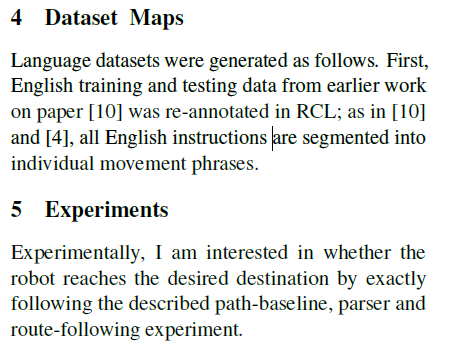 4 Dataset Maps
Language datasets were generated as follows. First,
English training and testing data from earlier work
on paper [10] was re-annotated in RCL; as in [10]
and [4], all English instructions are segmented into
individual movement phrases.
5 Experiments
Experimentally, I am interested in whether the
robot reaches the desired destination by exactly
following the described path-baseline, parser and
route-following experiment.